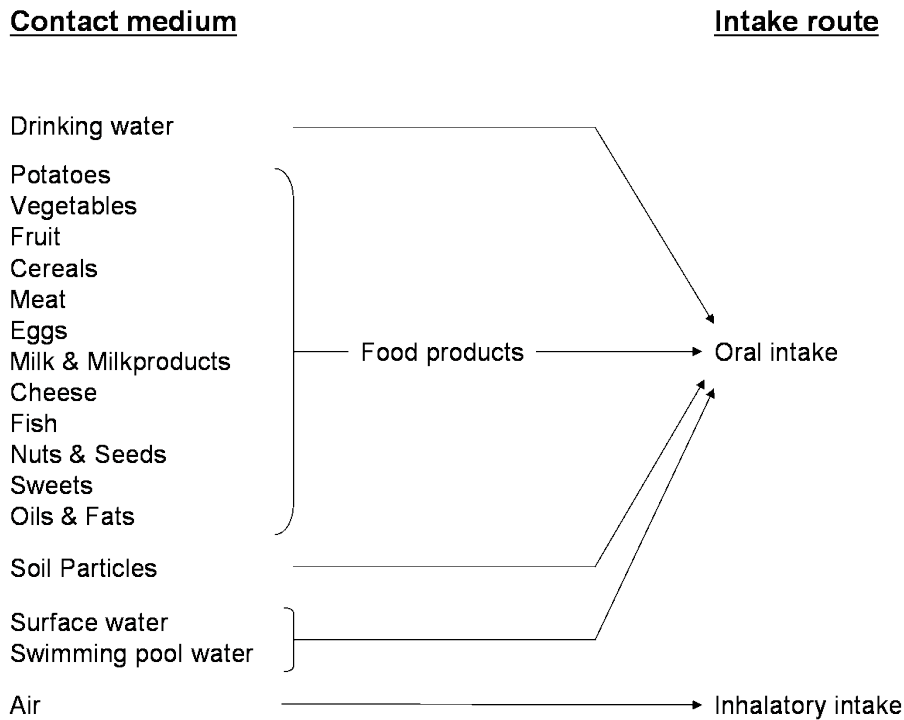 Contact medium
Intake route
Drinking water
Potatoes
Vegetables
Fruit
Cereals
Meat
Eggs
Milk & Milkproducts
Cheese
Fish
Nuts & Seeds
Sweets
Oils & Fats
Food products
Oral intake
Soil Particles
Surface water
Swimming pool water
Air
Inhalatory intake